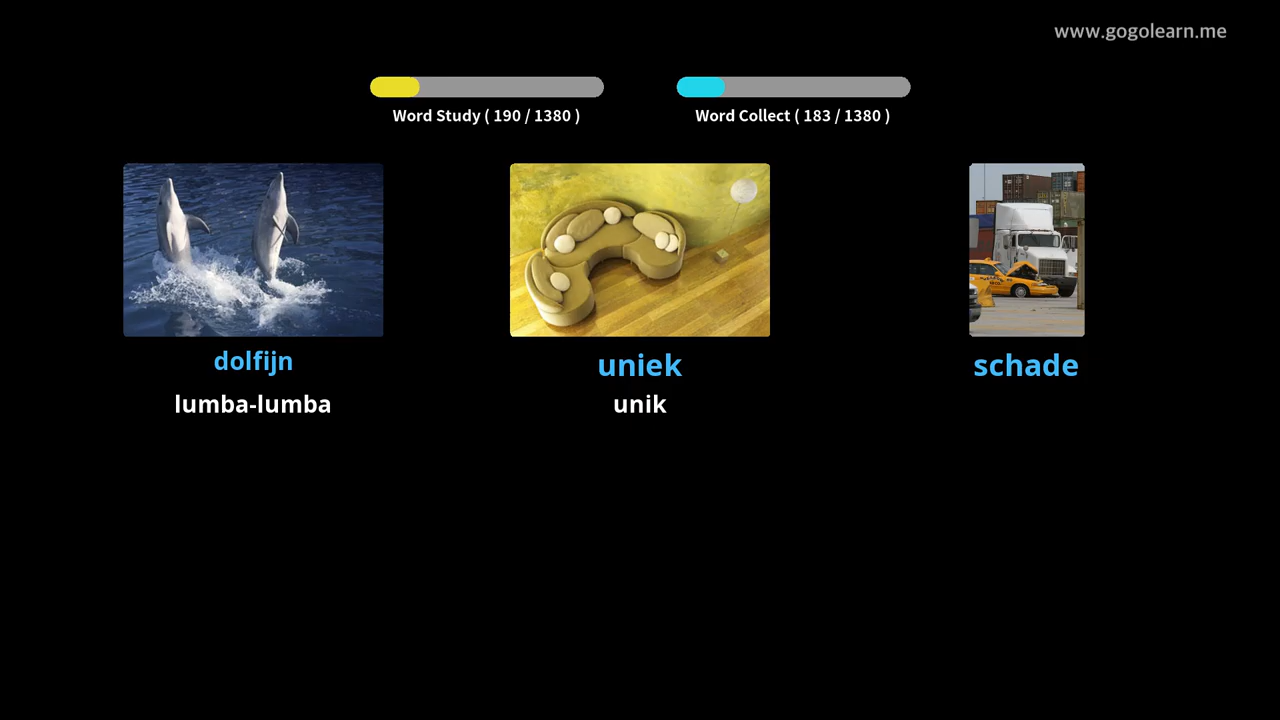 www.gogolearn.me
Word Study ( 190 / 1380 )
Word Collect ( 183 / 1380 )
dolfijn
uniek
schade
lumba-lumba
unik